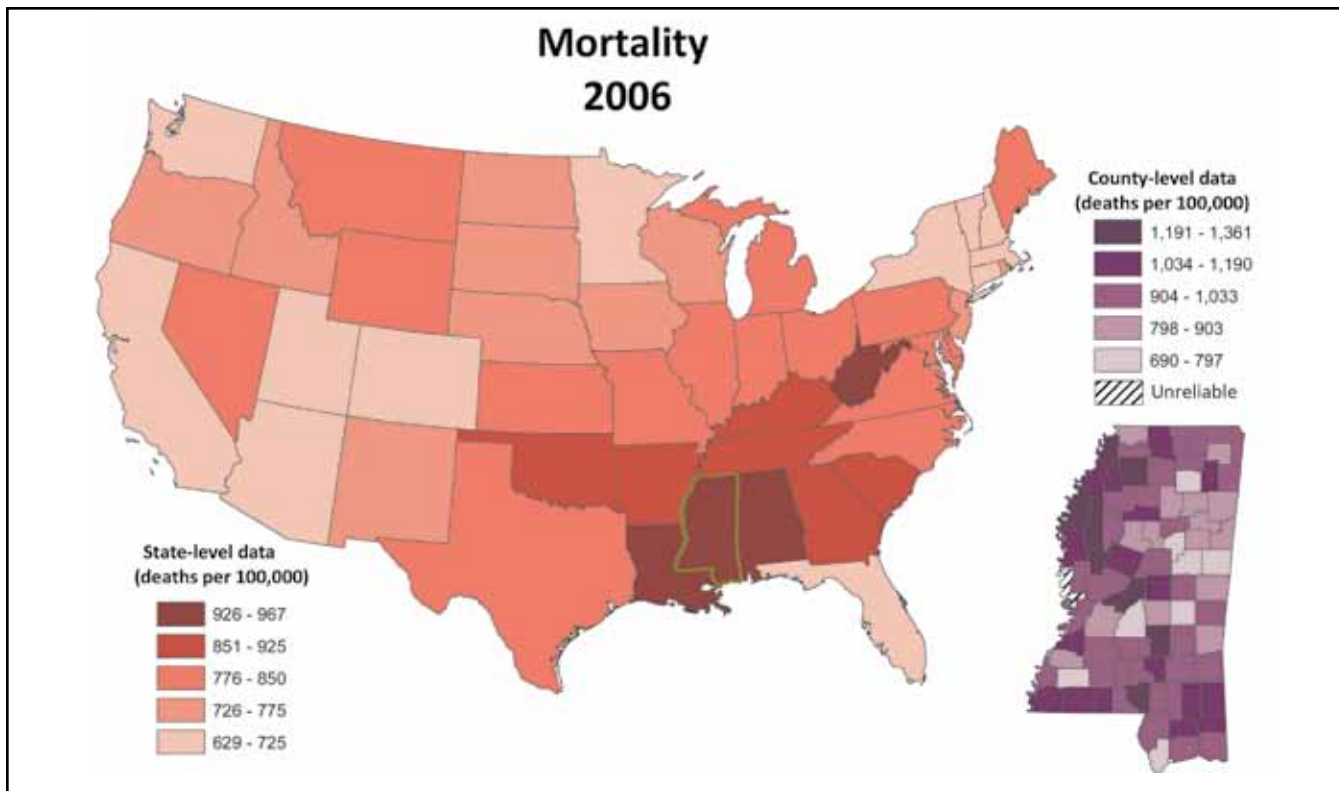 Mortality
2006
County-level data
(deaths per 100,000)
1,191 - 1,361
1,034 - 1,190
904 - 1,033
798 - 903
690 - 797
Unreliable
State-level data
(deaths per 100,000)
926 - 967
851 - 925
776 - 850
726 - 775
629 - 725